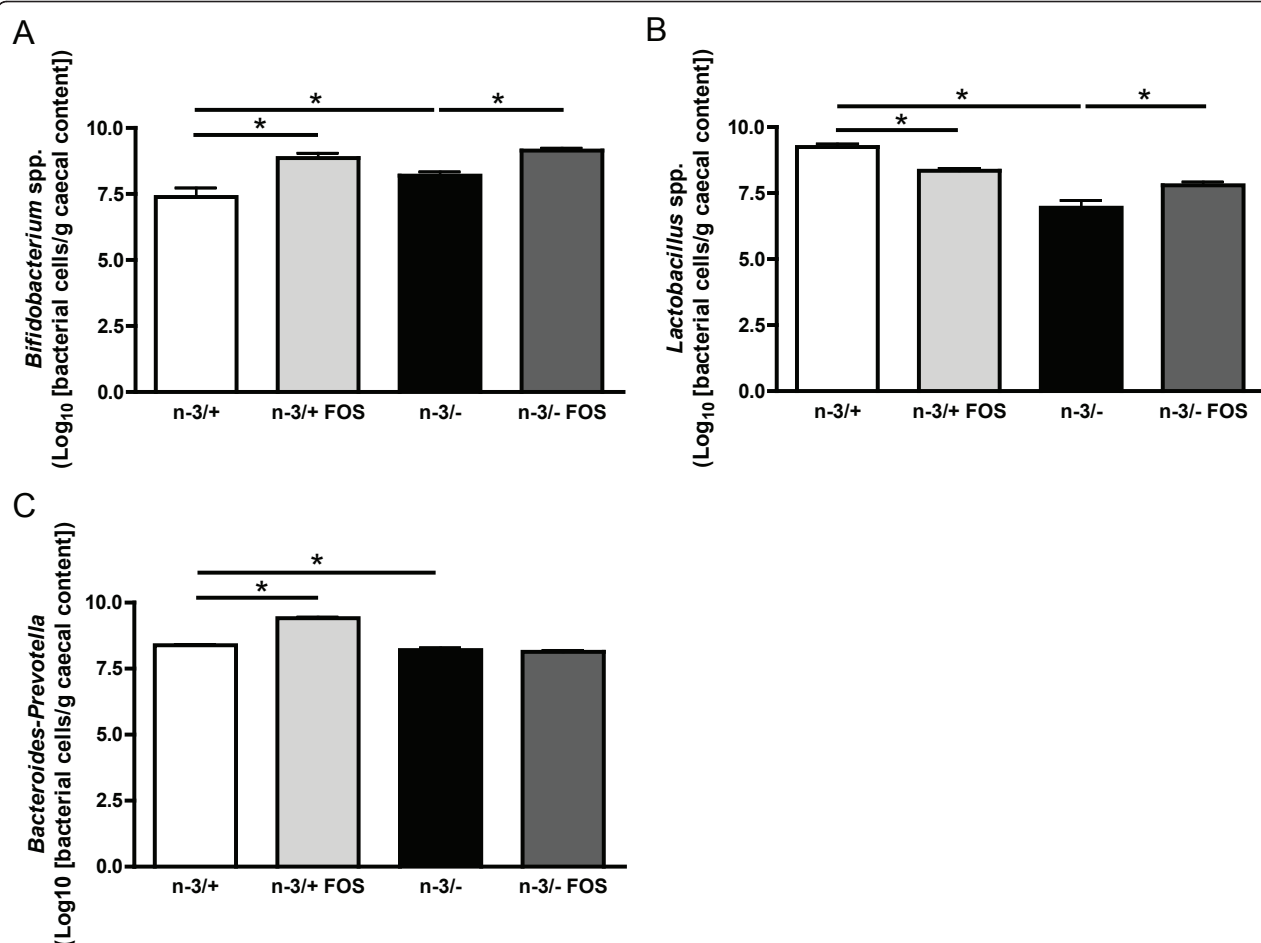 A
Bifidobacterium spp.
(Log10 [bacterial cells/g caecal content])
10.0
7.5
5.0
2.5
0.0
*
*
*
n-3/+ n-3/+ FOS n-3/- n-3/- FOS
B
Lactobacillus spp.
(Log10 [bacterial cells/g caecal content])
10.0
7.5
5.0
2.5
0.0
*
*
*
n-3/+ n-3/+ FOS n-3/- n-3/- FOS
C
Bacteroides-Prevotella
(Log10 [bacterial cells/g caecal content])
10.0
7.5
5.0
2.5
0.0
*
*
n-3/+ n-3/+ FOS n-3/- n-3/- FOS